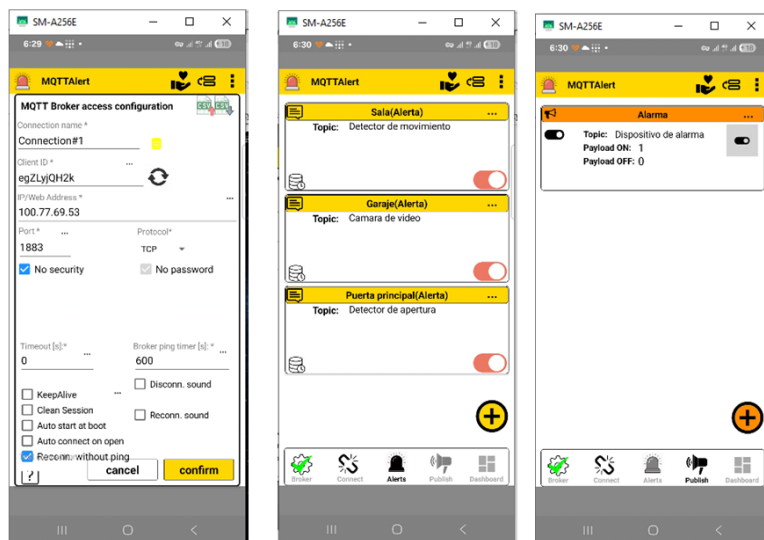 SM-A256E
6:29
MQTTAlert
MQTT Broker access configuration
CSV CSV
Connection name *
Connection#1
Client ID * ...
egZLyjQH2k
IP/Web Address * ...
100.77.69.53
Port * ... Protocol*
1883 TCP
No security No password
Timeout [s]:* ... Broker ping timer [s]: * ...
0 600
KeepAlive ... Disconn. sound
Clean Session
Auto start at boot Reconn. sound
Auto connect on open
Reconn. without ping
? cancel confirm
SM-A256E
6:30
MQTTAlert
Sala(Alerta) ...
Topic: Detector de movimiento
Garaje(Alerta) ...
Topic: Camara de video
Puerta principal(Alerta) ...
Topic: Detector de apertura
Broker Connect Alerts Publish Dashboard
SM-A256E
6:30
MQTTAlert
Alarma ...
Topic: Dispositivo de alarma
Payload ON: 1
Payload OFF: 0
Broker Connect Alerts Publish Dashboard